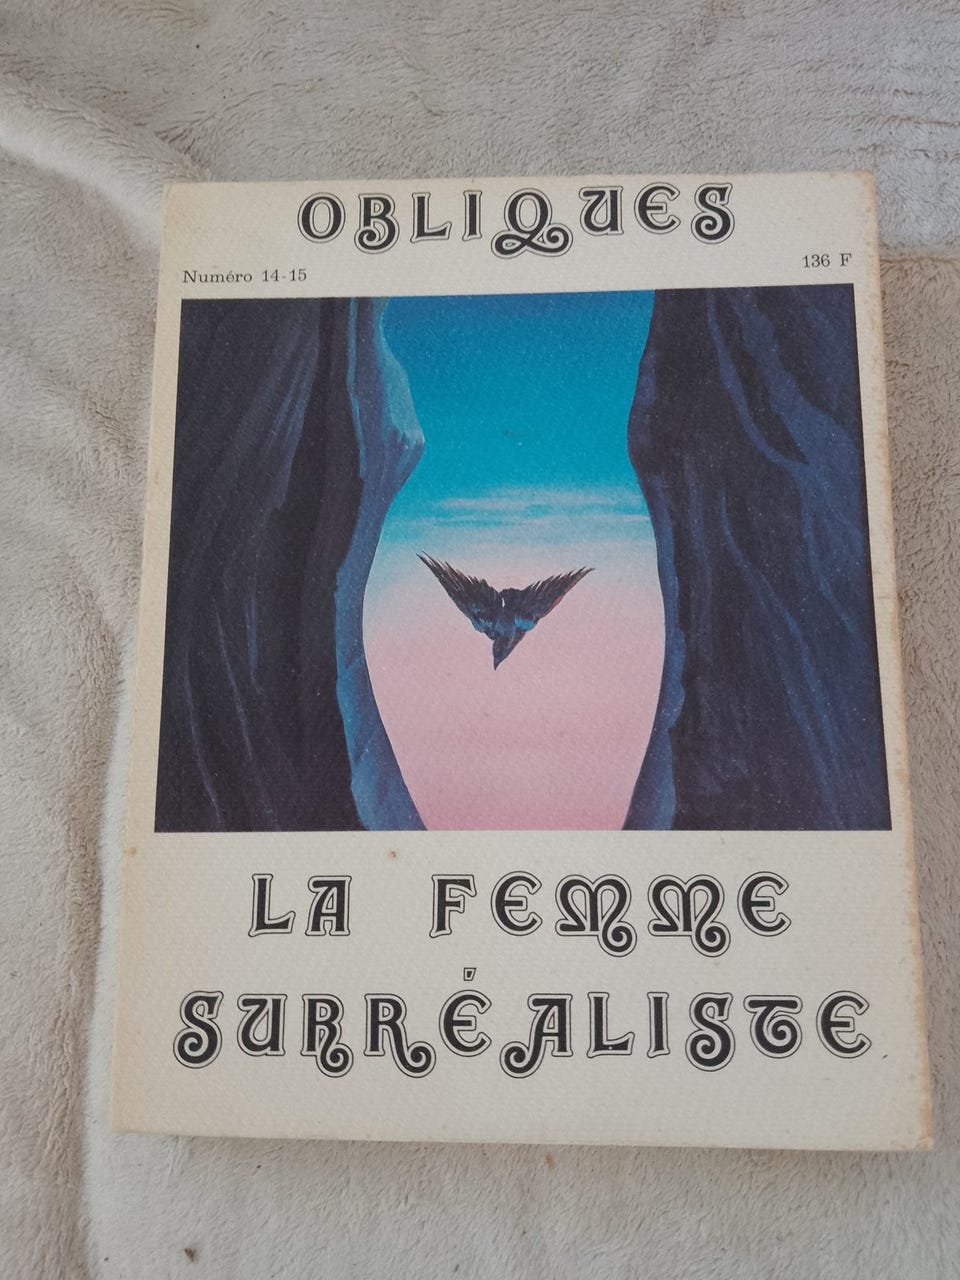 OBLIQUES
Numéro 14-15
136 F
LA FEMME
SURRÉALISTE